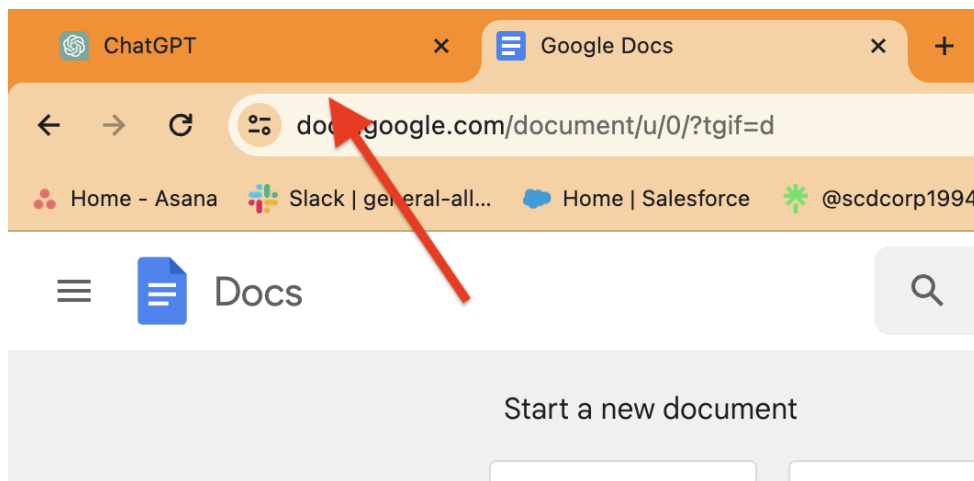 ChatGPT Google Docs
google.com/document/u/0/?tgif=d
Home - Asana Slack | general-all... Home | Salesforce @scdcorp1994
Docs
Start a new document